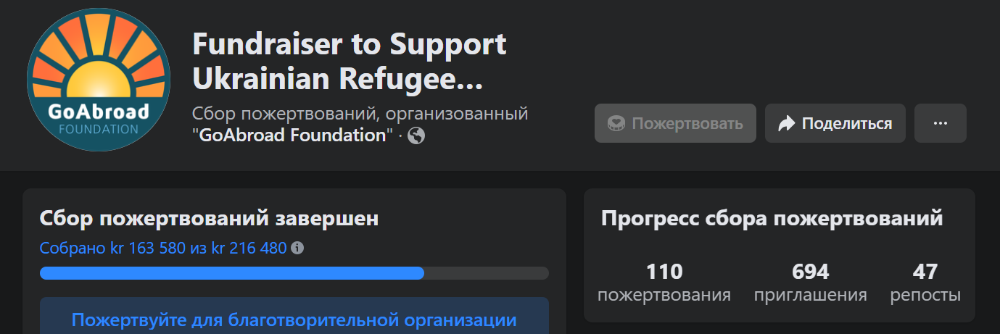 GoAbroad
FOUNDATION
Fundraiser to Support
Ukrainian Refugee...
Сбор пожертвований, организованный
"GoAbroad Foundation" ·
Пожертвовать
Поделиться
...
Сбор пожертвований завершен
Собрано kr 163 580 из kr 216 480
Пожертвуйте для благотворительной организации
Прогресс сбора пожертвований
110
пожертвования
694
приглашения
47
репосты